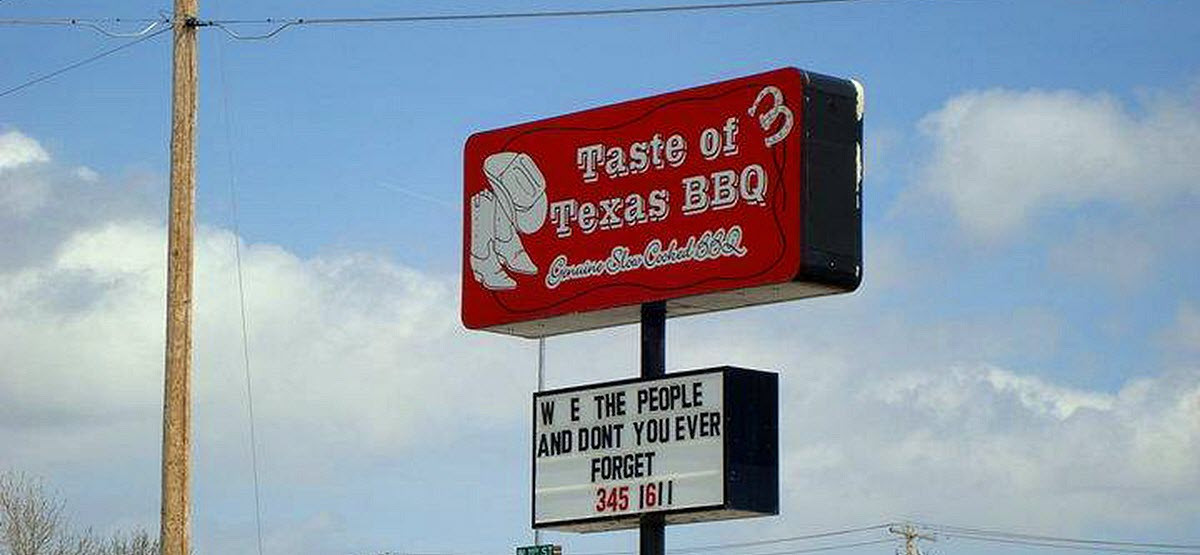 Taste of
Texas BBQ
Genuine Slow Cooked BBQ
W E THE PEOPLE
AND DONT YOU EVER
FORGET
345 1611